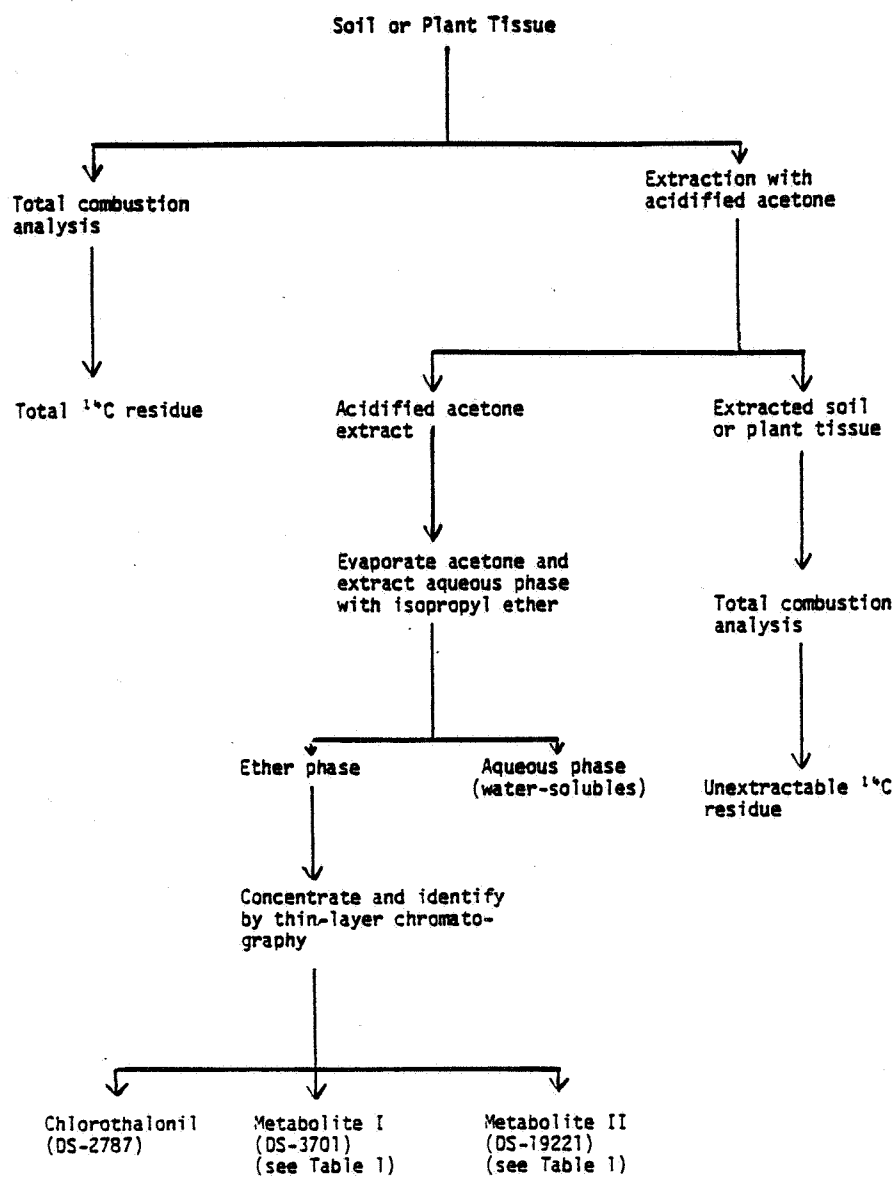 Soil or Plant Tissue
Total combustion
analysis
Extraction with
acidified acetone
Total ¹⁴C residue
Acidified acetone
extract
Extracted soil
or plant tissue
Evaporate acetone and
extract aqueous phase
with isopropyl ether
Total combustion
analysis
Ether phase
Aqueous phase
(water-solubles)
Unextractable ¹⁴C
residue
Concentrate and identify
by thin-layer chromato-
graphy
Chlorothalonil
(DS-2787)
Metabolite I
(DS-3701)
(see Table 1)
Metabolite II
(DS-19221)
(see Table 1)